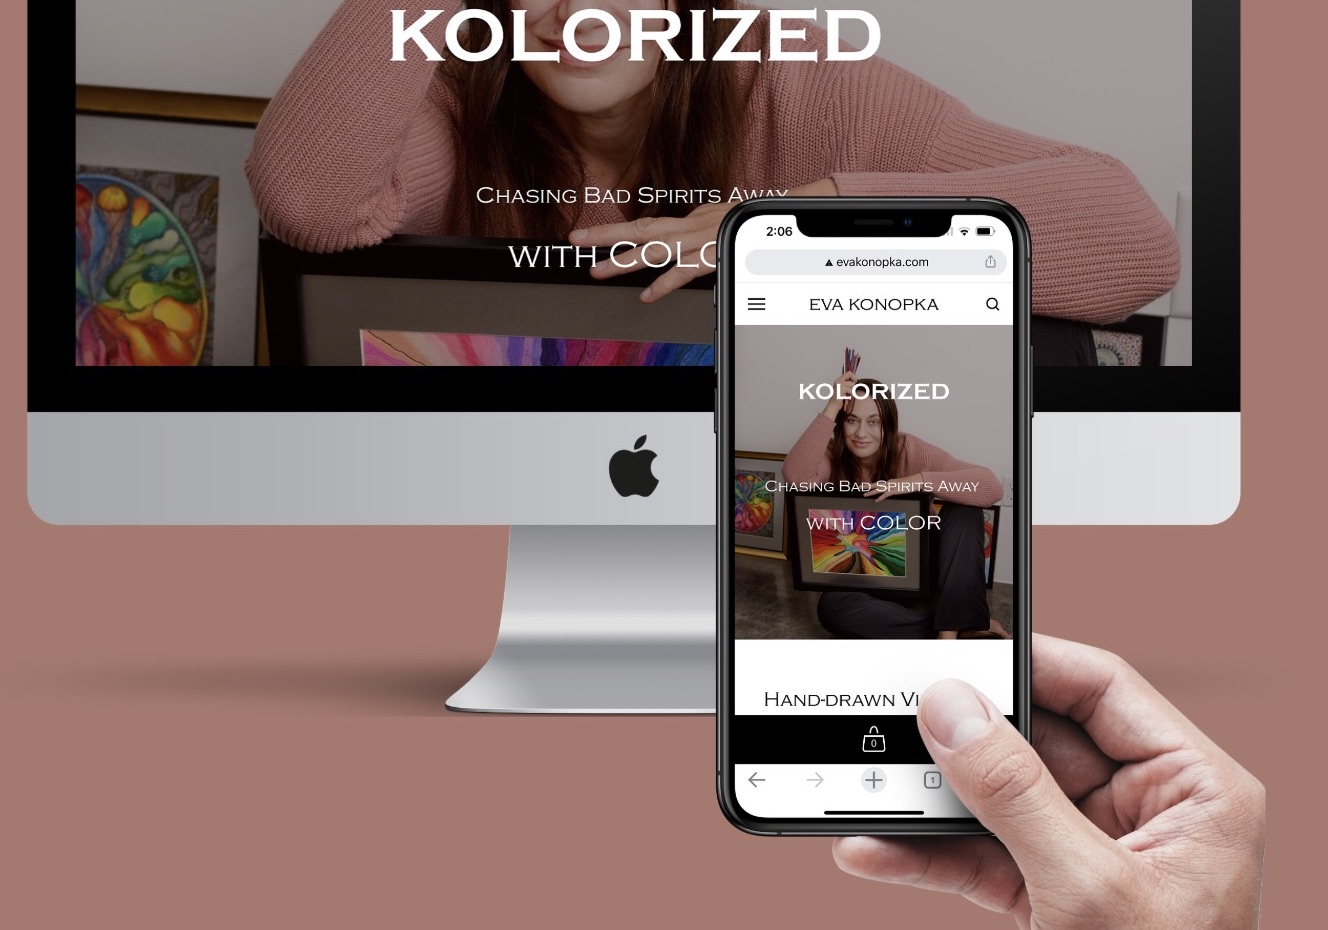 KOLORIZED
Chasing Bad Spirits Away
with COLO
2:06
evakonopka.com
EVA KONOPKA
KOLORIZED
Chasing Bad Spirits Away
with COLOR
Hand-drawn Vi
0
1